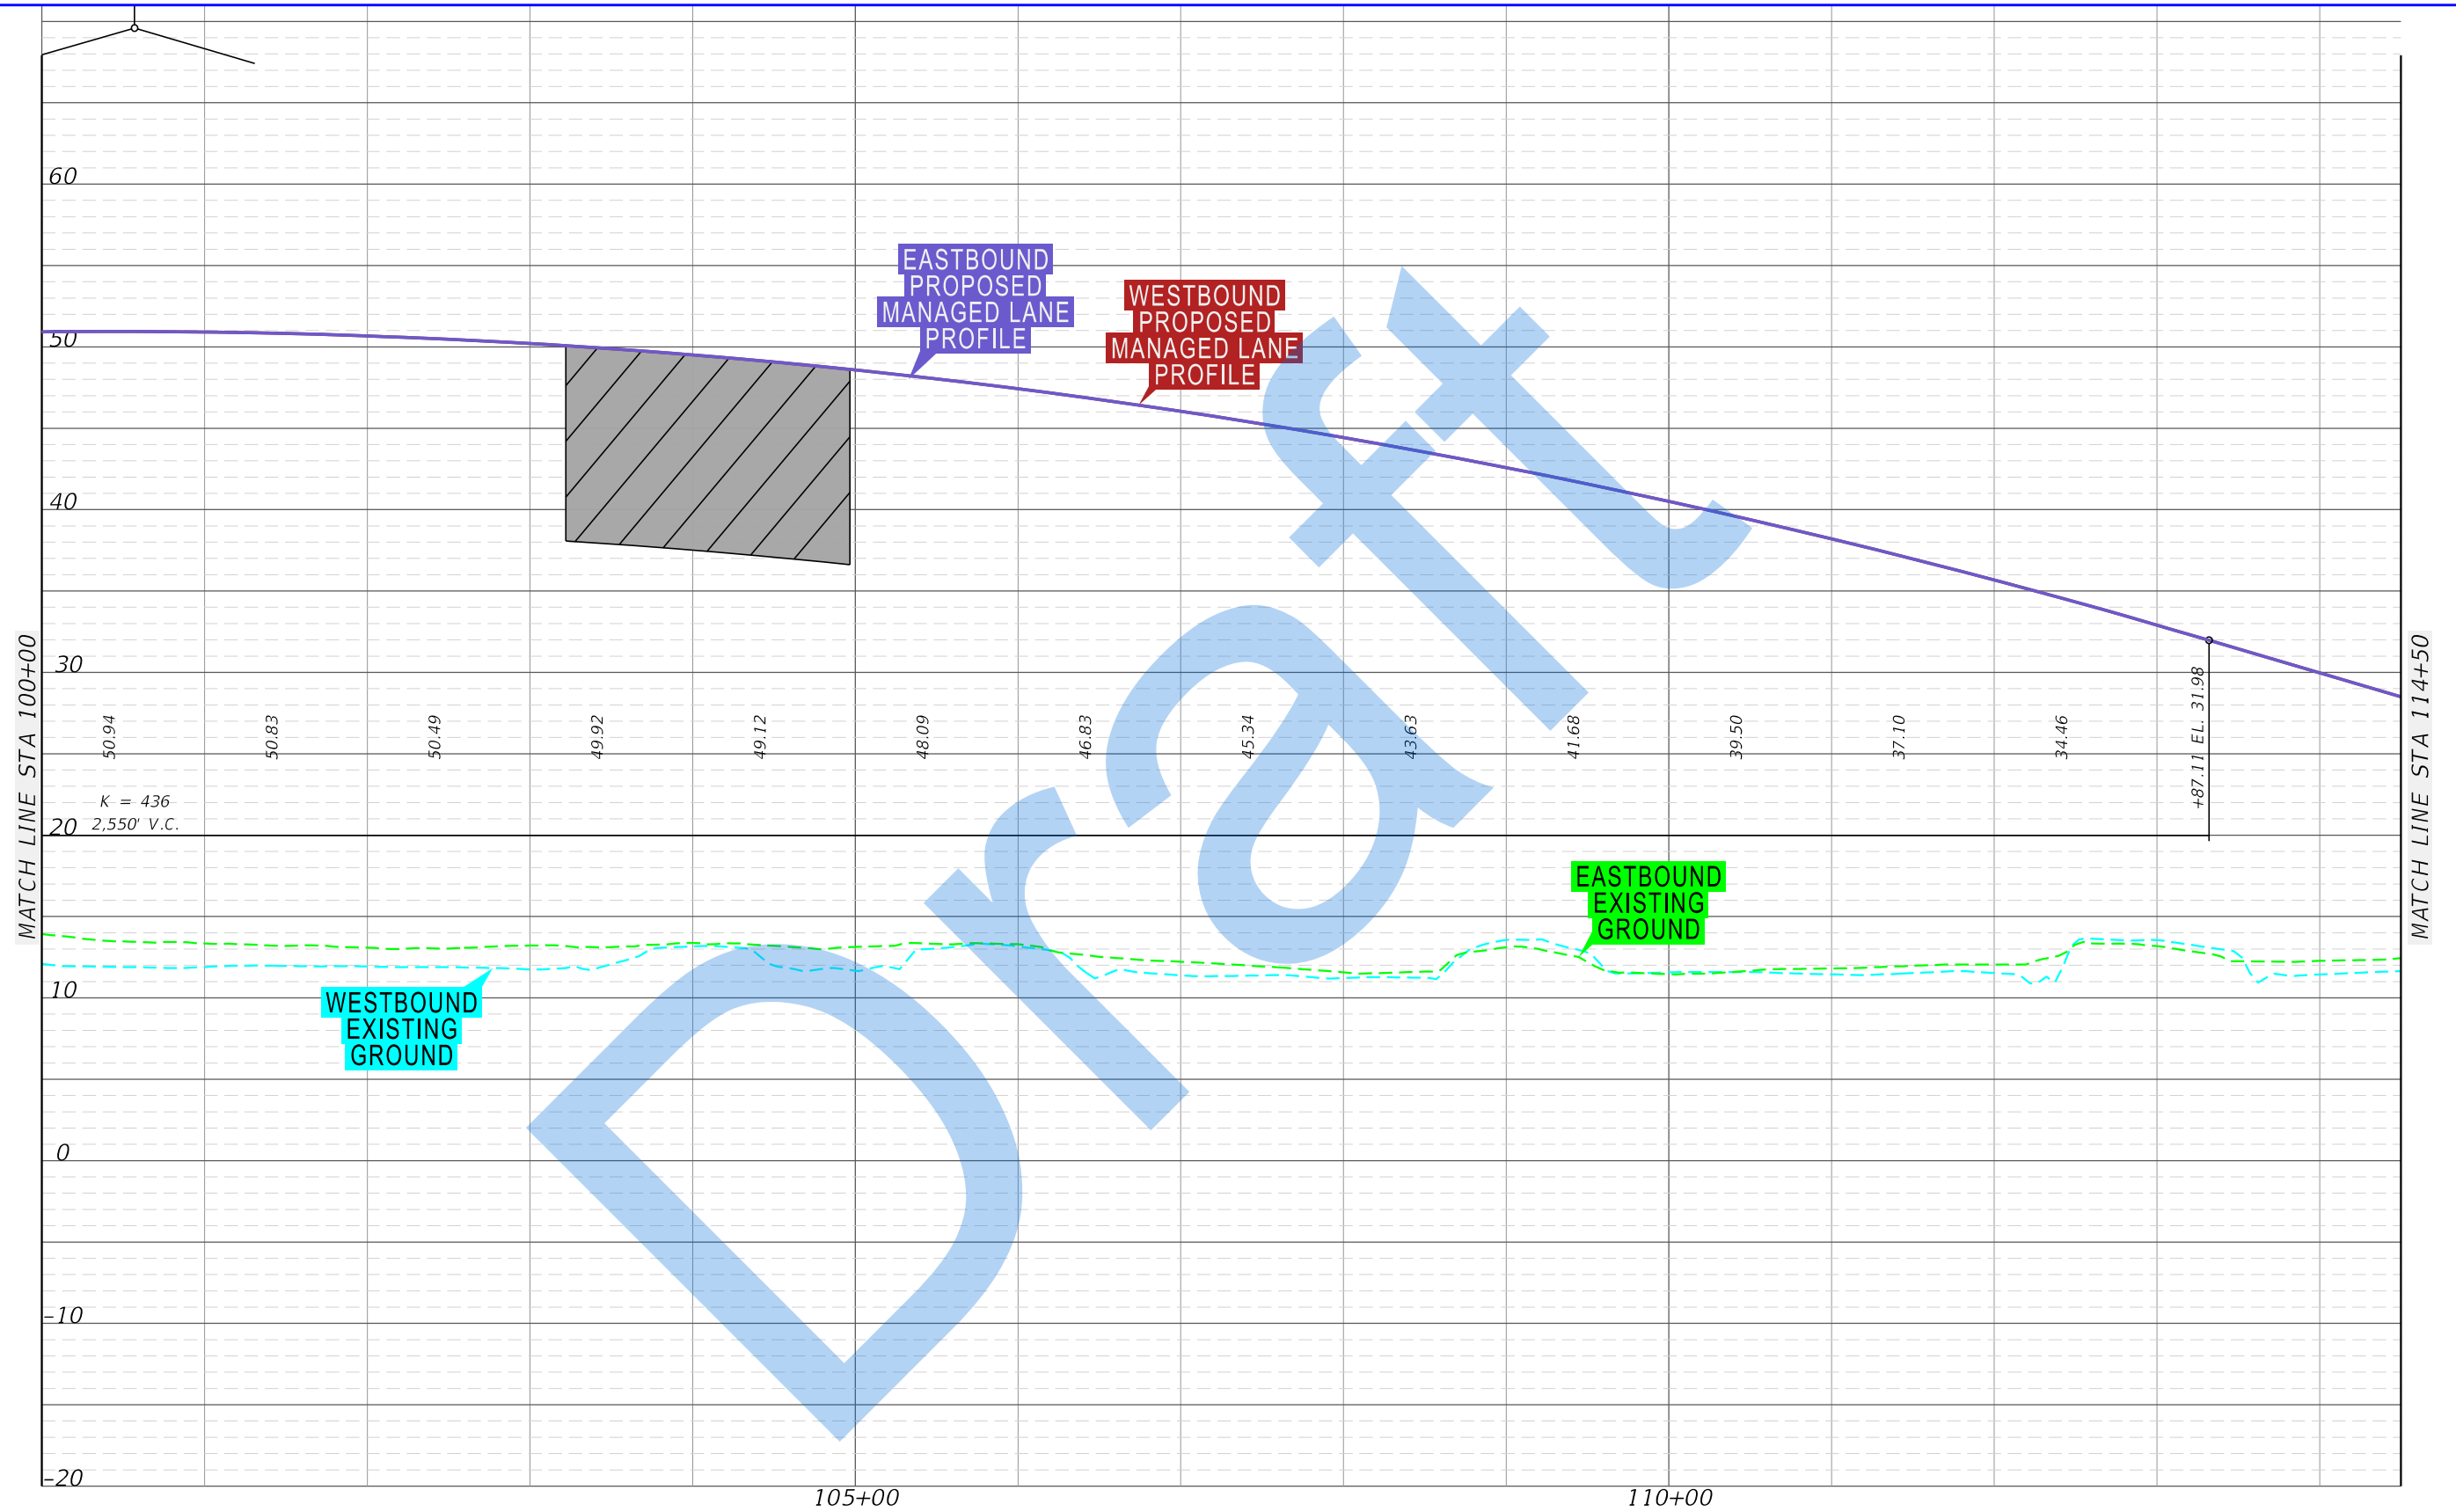 60
EASTBOUND
PROPOSED
MANAGED LANE
PROFILE
WESTBOUND
PROPOSED
MANAGED LANE
PROFILE
50
40
30
MATCH LINE STA 100+00
50.94
50.83
50.49
49.92
49.12
48.09
46.83
45.34
43.63
41.68
39.50
37.10
34.46
+87.11 EL. 31.98
MATCH LINE STA 114+50
K = 436
2,550' V.C.
20
EASTBOUND
EXISTING
GROUND
10
WESTBOUND
EXISTING
GROUND
0
-10
-20
105+00
110+00
Draft